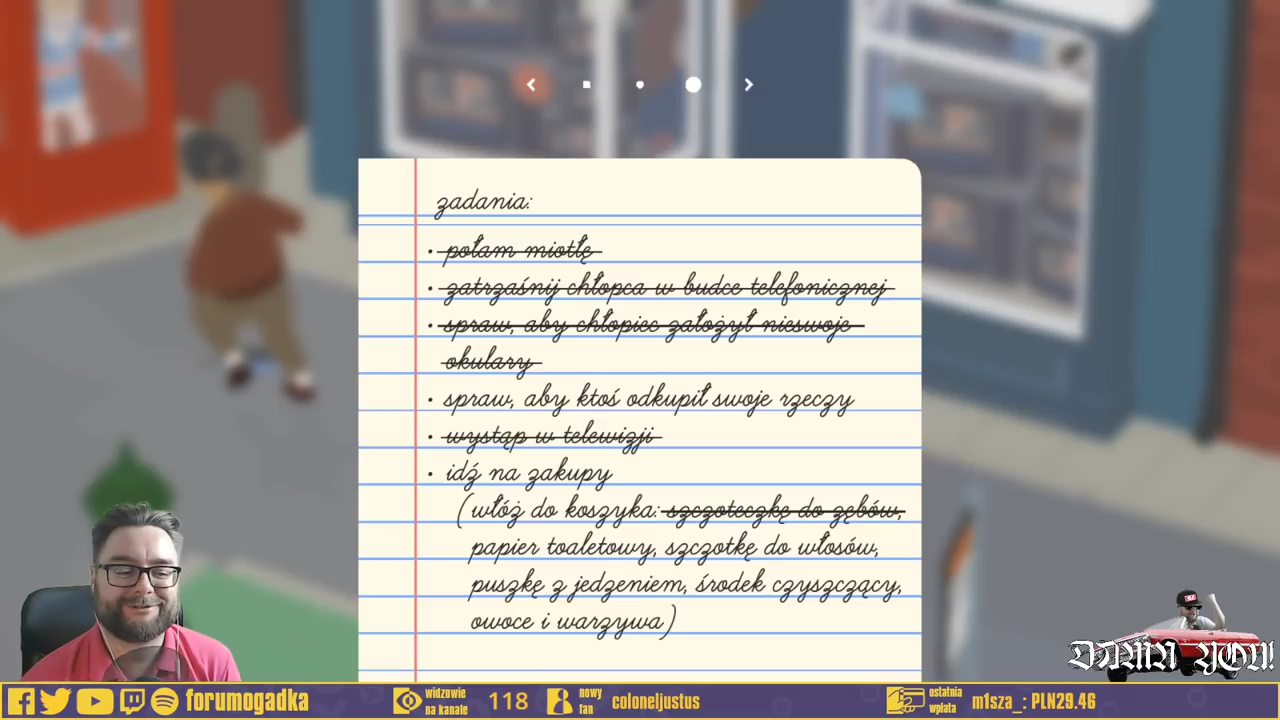 zadania:
· połam miotłę
· zatrzaśnij chłopca w budce telefonicznej
· spraw, aby chłopiec założył nieswoje
okulary
· spraw, aby ktoś odkupił swoje rzeczy
· wystąp w telewizji
· idź na zakupy
(włóż do koszyka: szczoteczkę do zębów,
papier toaletowy, szczotkę do włosów,
puszkę z jedzeniem, środek czyszczący,
owoce i warzywa)
DAMN YOU!
forumogadka
widzowie
na kanale
118
nowy
fan
coloneljustus
ostatnia
wpłata
m1sza_: PLN29.46